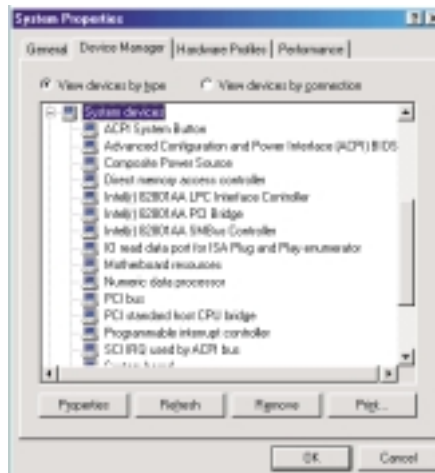 System Properties
General Device Manager Hardware Profiles Performance
View devices by type View devices by connection
System devices
ACPI System Button
Advanced Configuration and Power Interface (ACPI) BIOS
Composite Power Source
Direct memory access controller
Intel(r) 82801AA LPC Interface Controller
Intel(r) 82801AA PCI Bridge
Intel(r) 82801AA SMBus Controller
IO read data port for ISA Plug and Play enumerator
Motherboard resources
Numeric data processor
PCI bus
PCI standard host CPU bridge
Programmable interrupt controller
SCI IRQ used by ACPI bus
Properties Refresh Remove Print...
OK Cancel